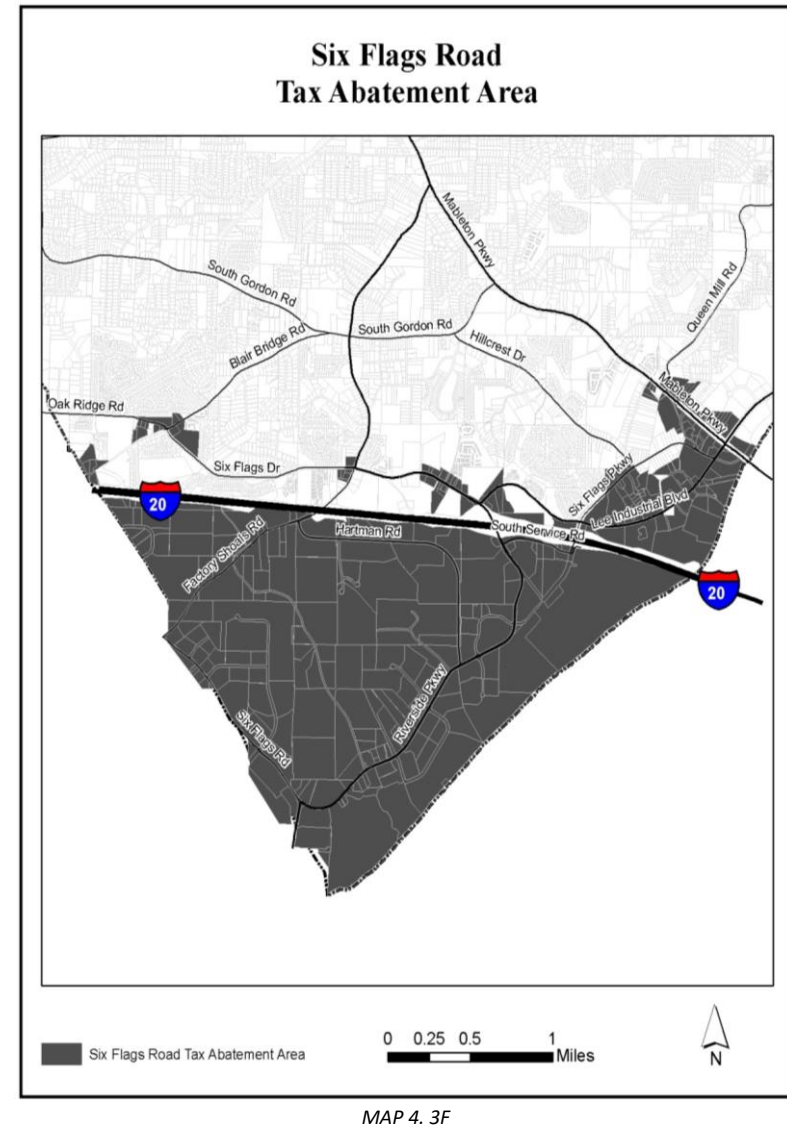 Six Flags Road
Tax Abatement Area
Mableton Pkwy
Queen Mill Rd
South Gordon Rd
South Gordon Rd
Blair Bridge Rd
Hillcrest Dr
Mableton Pkwy
Oak Ridge Rd
Six Flags Dr
Six Flags Pkwy
20
Lee Industrial Blvd
South Service Rd
Hartman Rd
Factory Shoals Rd
20
Riverside Pkwy
Six Flags Rd
Six Flags Road Tax Abatement Area
0 0.25 0.5 1
Miles
N
MAP 4. 3F